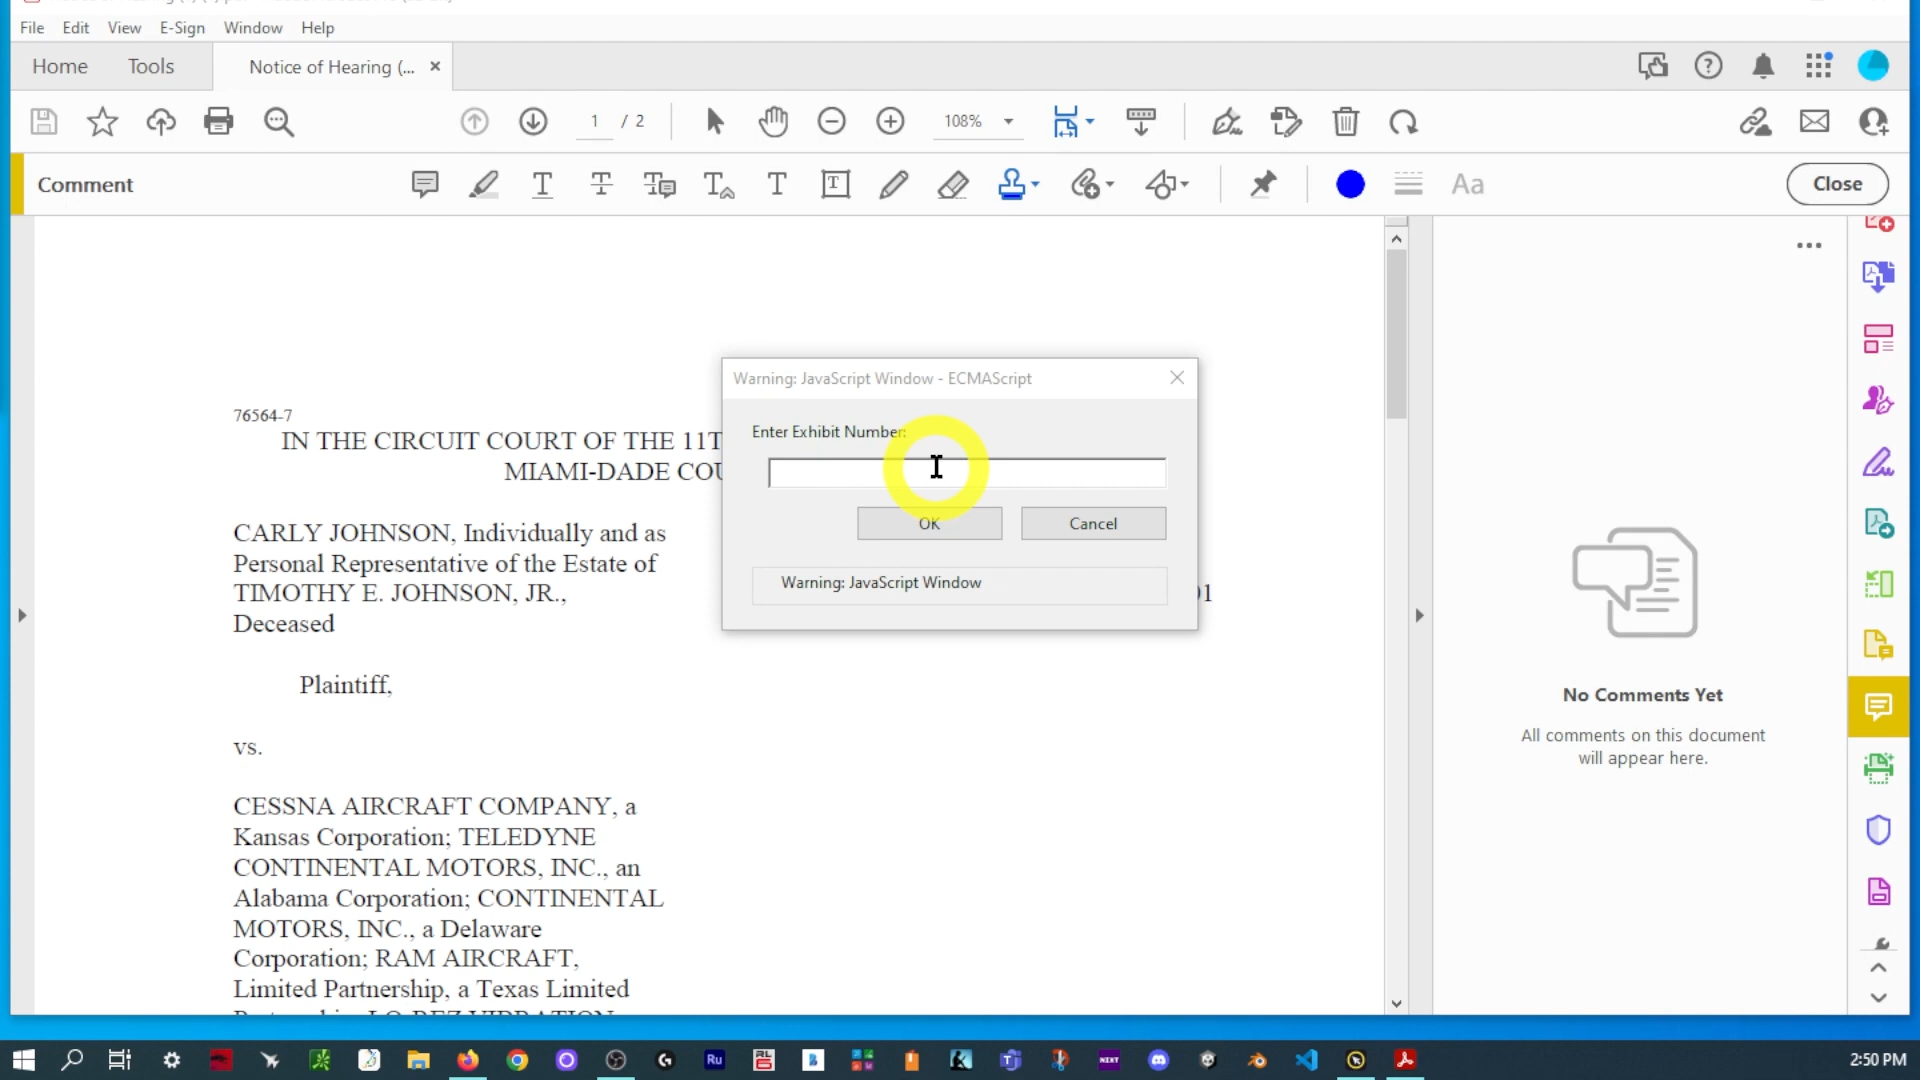 File Edit View E-Sign Window Help
Home Tools Notice of Hearing (... ×
1 / 2 108%
Comment Aa Close
Warning: JavaScript Window - ECMAScript
Enter Exhibit Number:
OK Cancel
Warning: JavaScript Window
76564-7
IN THE CIRCUIT COURT OF THE 11T
MIAMI-DADE COU
CARLY JOHNSON, Individually and as
Personal Representative of the Estate of
TIMOTHY E. JOHNSON, JR.,
Deceased
Plaintiff,
vs.
CESSNA AIRCRAFT COMPANY, a
Kansas Corporation; TELEDYNE
CONTINENTAL MOTORS, INC., an
Alabama Corporation; CONTINENTAL
MOTORS, INC., a Delaware
Corporation; RAM AIRCRAFT,
Limited Partnership, a Texas Limited
No Comments Yet
All comments on this document
will appear here.
Ru NXT 2:50 PM